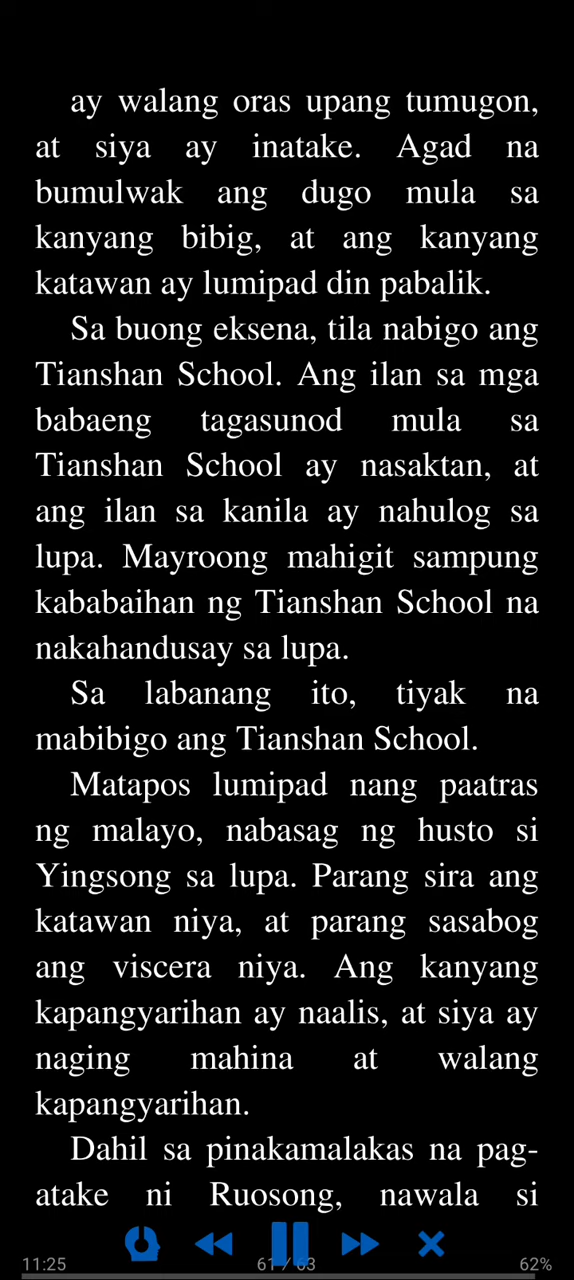 ay walang oras upang tumugon,
at siya ay inatake. Agad na
bumulwak ang dugo mula sa
kanyang bibig, at ang kanyang
katawan ay lumipad din pabalik.
Sa buong eksena, tila nabigo ang
Tianshan School. Ang ilan sa mga
babaeng tagasunod mula sa
Tianshan School ay nasaktan, at
ang ilan sa kanila ay nahulog sa
lupa. Mayroong mahigit sampung
kababaihan ng Tianshan School na
nakahandusay sa lupa.
Sa labanang ito, tiyak na
mabibigo ang Tianshan School.
Matapos lumipad nang paatras
ng malayo, nabasag ng husto si
Yingsong sa lupa. Parang sira ang
katawan niya, at parang sasabog
ang viscera niya. Ang kanyang
kapangyarihan ay naalis, at siya ay
naging mahina at walang
kapangyarihan.
Dahil sa pinakamalakas na pag-
atake ni Ruosong, nawala si
11:25 61 / 63 62%